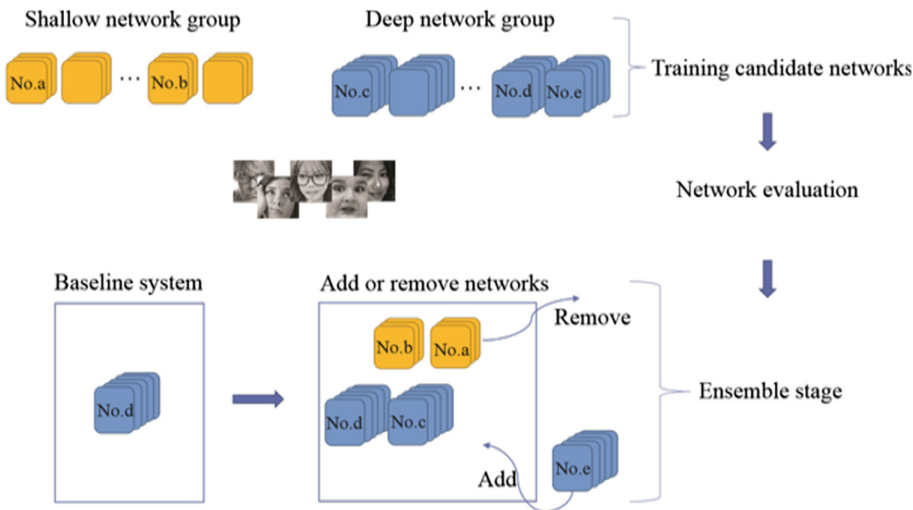 Shallow network group
Deep network group
No.a
...
No.b
No.c
...
No.d
No.e
Training candidate networks
Network evaluation
Baseline system
Add or remove networks
No.d
No.b
No.a
Remove
No.d
No.c
Ensemble stage
Add
No.e